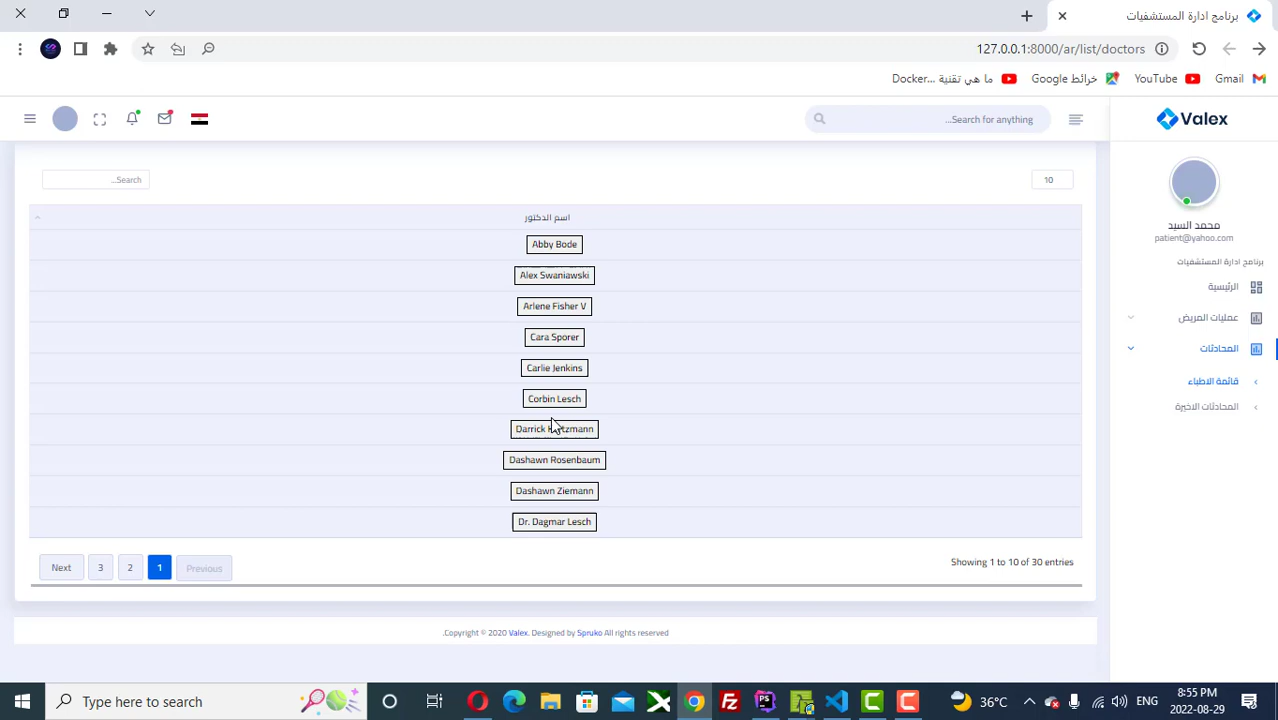 برنامج ادارة المستشفيات
127.0.0.1:8000/ar/list/doctors
Gmail
YouTube
خرائط Google
ما هي تقنية Docker...
Valex
Search for anything...
محمد السيد
patient@yahoo.com
برنامج ادارة المستشفيات
الرئيسية
عمليات المريض
المحادثات
قائمة الاطباء
المحادثات الاخيرة
10
Search...
اسم الدكتور
Abby Bode
Alex Swaniawski
Arlene Fisher V
Cara Sporer
Carlie Jenkins
Corbin Lesch
Darrick
Dashawn Rosenbaum
Dashawn Ziemann
Dr. Dagmar Lesch
Showing 1 to 10 of 30 entries
Previous
1
2
3
Next
Copyright © 2020 Valex. Designed by Spruko All rights reserved.
Type here to search
36°C
ENG
8:55 PM
2022-08-29